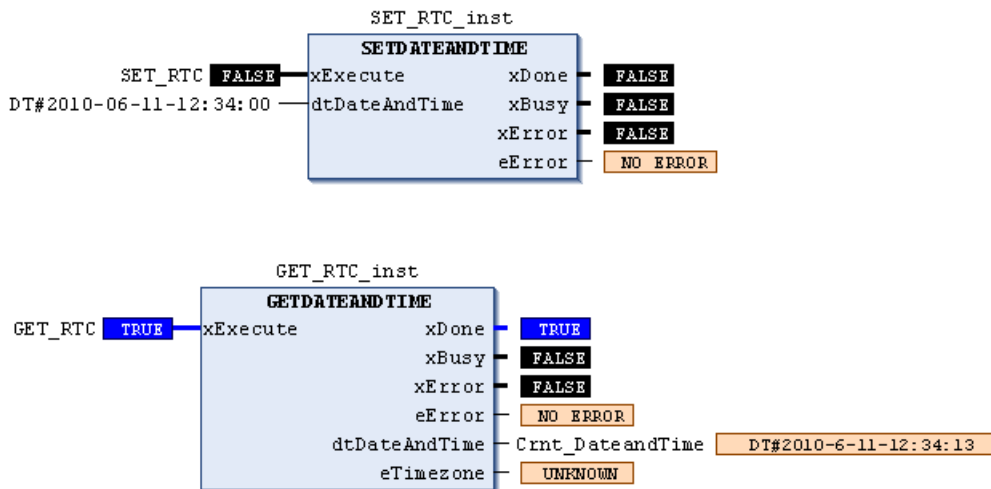 SET_RTC_inst
SETDATEANDTIME
SET_RTC FALSE xExecute xDone FALSE
DT#2010-06-11-12:34:00 dtDateAndTime xBusy FALSE
xError FALSE
eError NO ERROR
GET_RTC_inst
GETDATEANDTIME
GET_RTC TRUE xExecute xDone TRUE
xBusy FALSE
xError FALSE
eError NO ERROR
dtDateAndTime Crnt_DateandTime DT#2010-6-11-12:34:13
eTimezone UNKNOWN